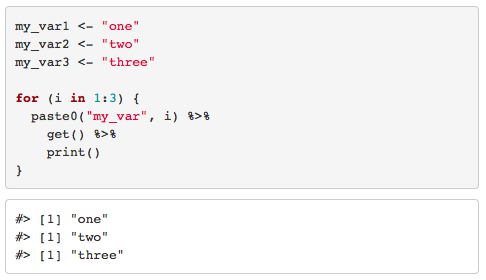 my_var1 <- "one"
my_var2 <- "two"
my_var3 <- "three"

for (i in 1:3) {
  paste0("my_var", i) %>%
    get() %>%
    print()
}

#> [1] "one"
#> [1] "two"
#> [1] "three"